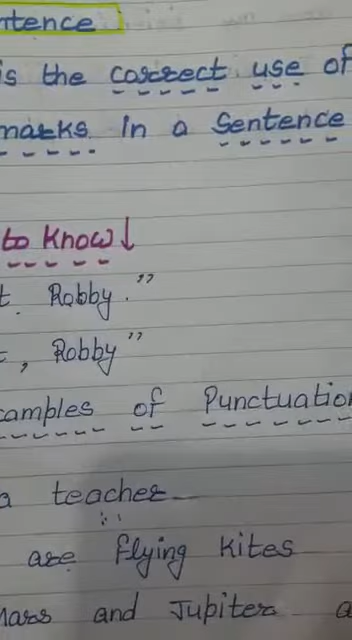 ntence
is the correct use of
marks in a Sentence
to Know↓
t. Robby."
t, Robby"
amples of Punctuation
a teacher
are flying kites
Mars and Jupiter a